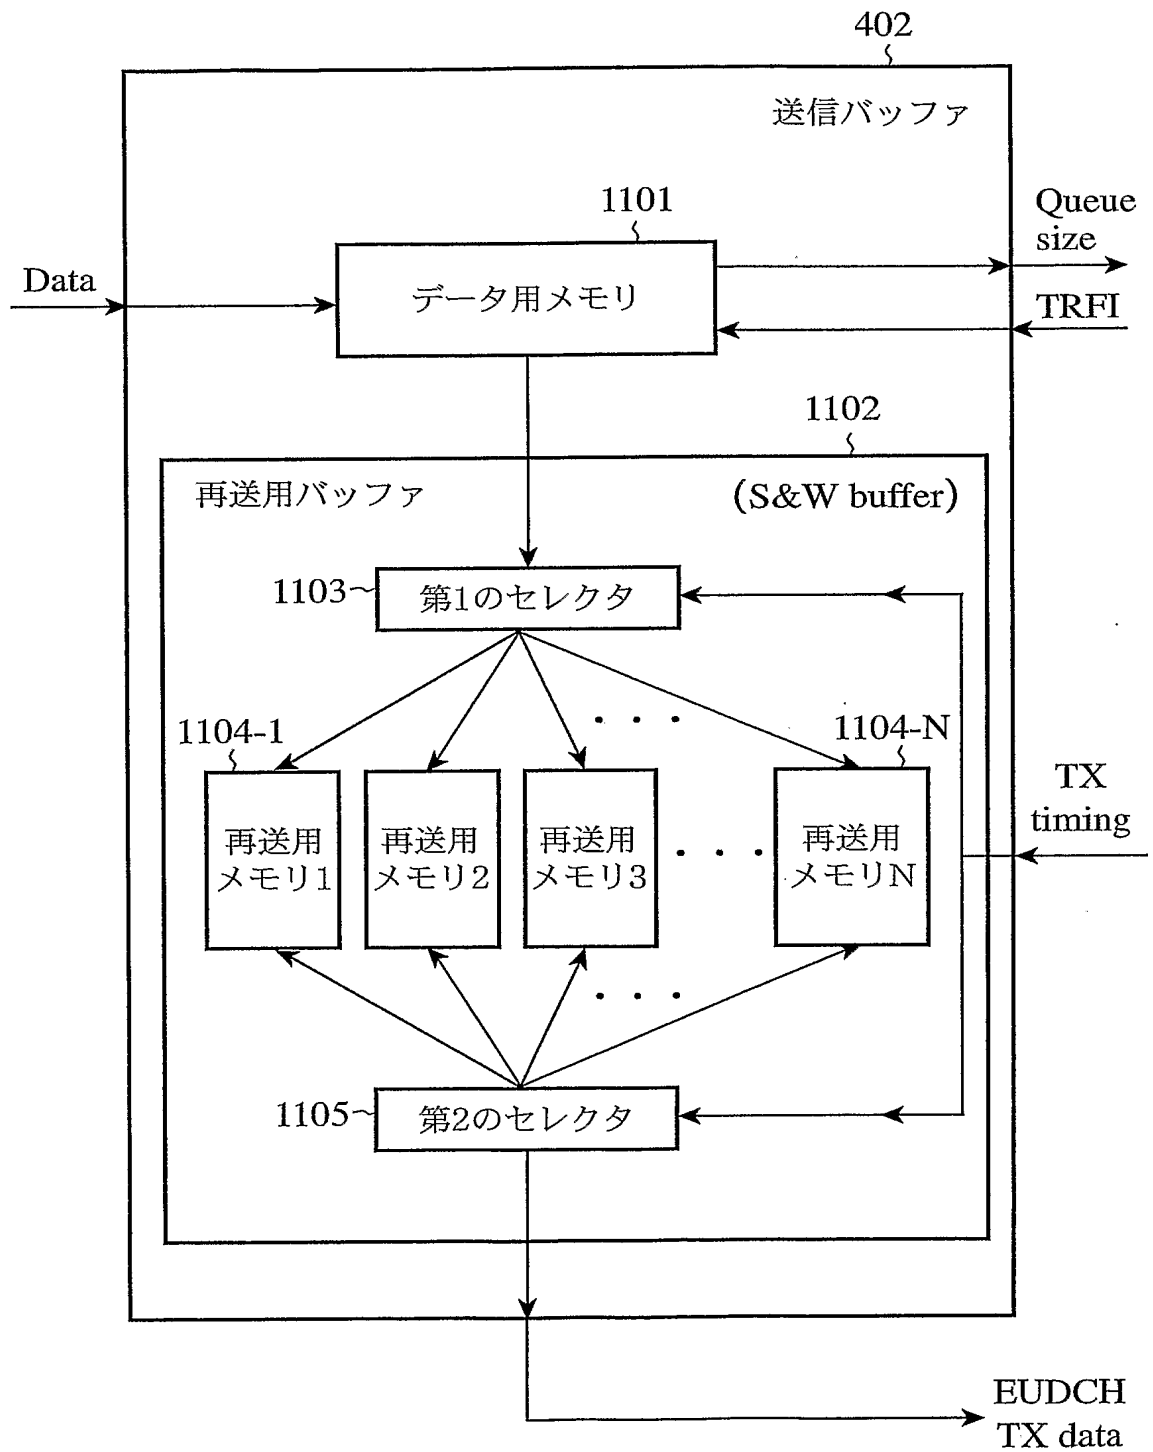 402
送信バッファ
1101
Queue
size
Data
データ用メモリ
TRFI
1102
再送用バッファ
(S&W buffer)
1103
第1のセレクタ
・・・
1104-1
1104-N
再送用
メモリ1
再送用
メモリ2
再送用
メモリ3
・・・
再送用
メモリN
TX
timing
・・・
1105
第2のセレクタ
EUDCH
TX data